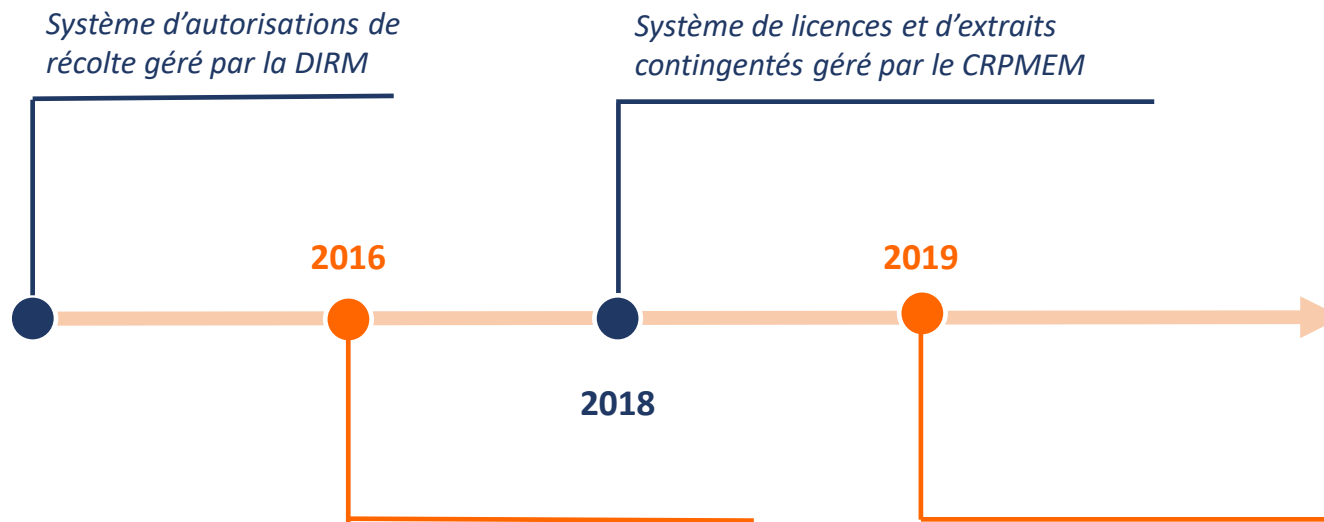 Système d’autorisations de
récolte géré par la DIRM
Système de licences et d’extraits
contingentés géré par le CRPMEM
2016
2019
2018